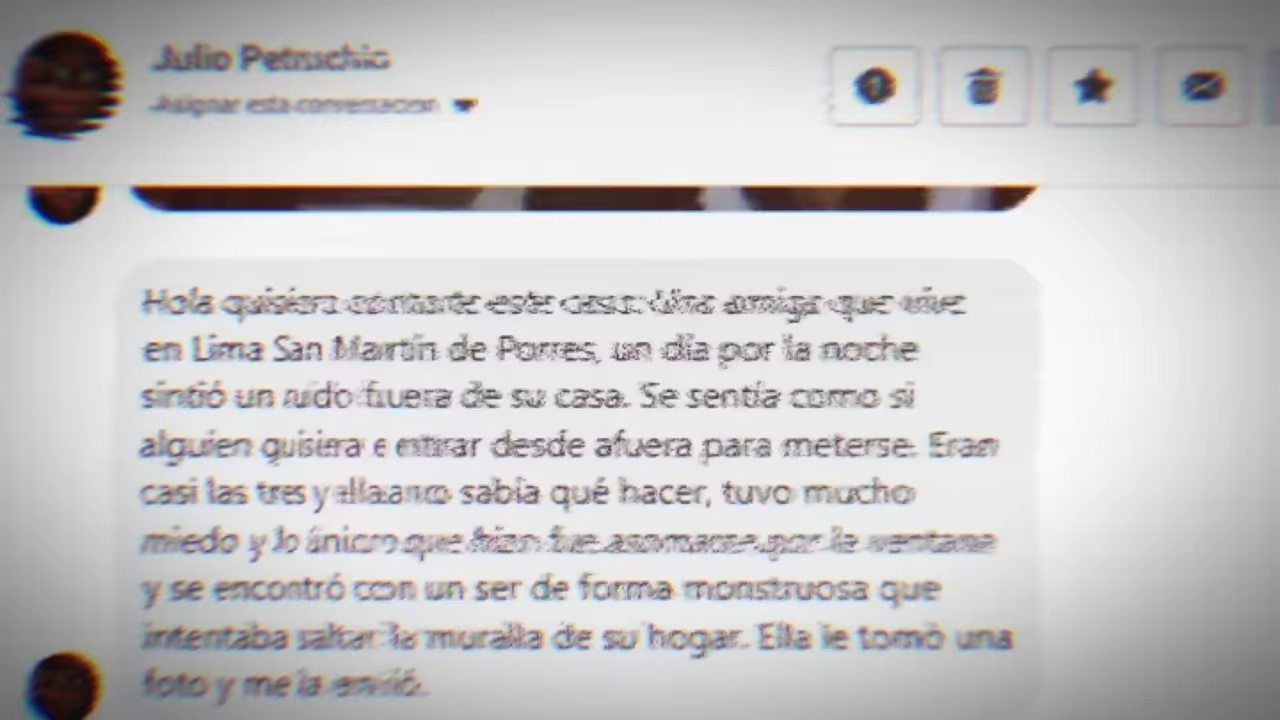 Julio Petruchio
Asignar esta conversación
Hola quisiera contarte este caso: Una amiga que vive
en Lima San Martín de Porres, un día por la noche
sintió un ruido fuera de su casa. Se sentía como si
alguien quisiera entrar desde afuera para meterse. Eran
casi las tres y ella no sabía qué hacer, tuvo mucho
miedo y lo único que hizo fue asomarse por la ventana
y se encontró con un ser de forma monstruosa que
intentaba saltar la muralla de su hogar. Ella le tomó una
foto y me la envió.